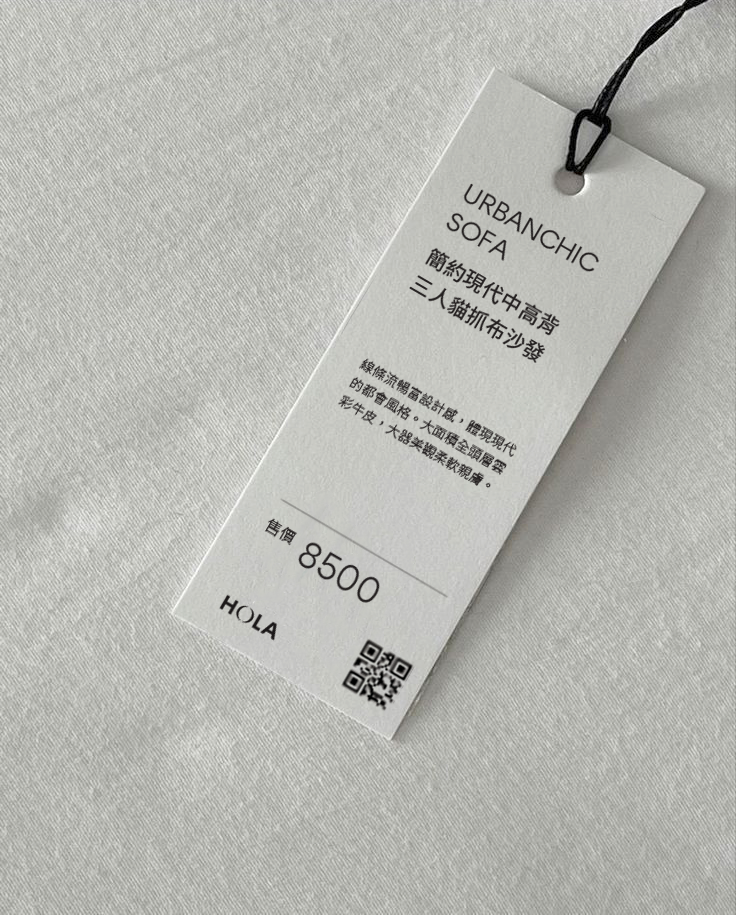 URBANCHIC
SOFA
簡約現代中高背
三人貓抓布沙發
線條流暢富設計感，體現現代
的都會風格。大面積全頭層雲
彩牛皮，大器美觀柔軟親膚。
售價 8500
HOLA